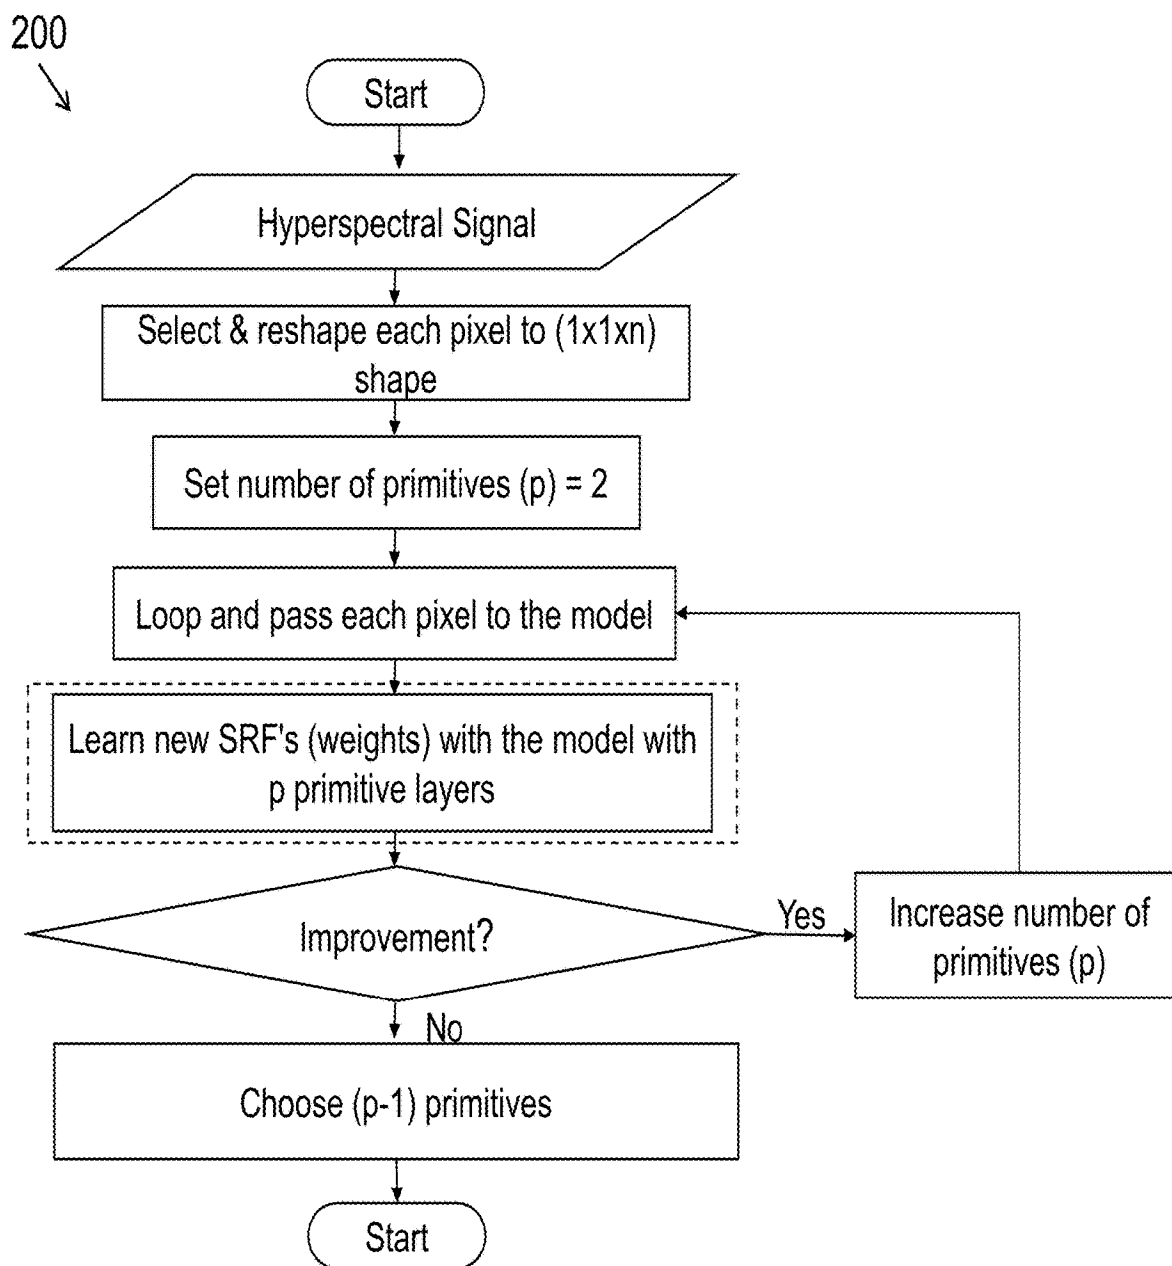 200
Start
Hyperspectral Signal
Select & reshape each pixel to (1x1xn)
shape
Set number of primitives (p) = 2
Loop and pass each pixel to the model
Learn new SRF's (weights) with the model with
p primitive layers
Improvement?
Yes
Increase number of
primitives (p)
No
Choose (p-1) primitives
Start